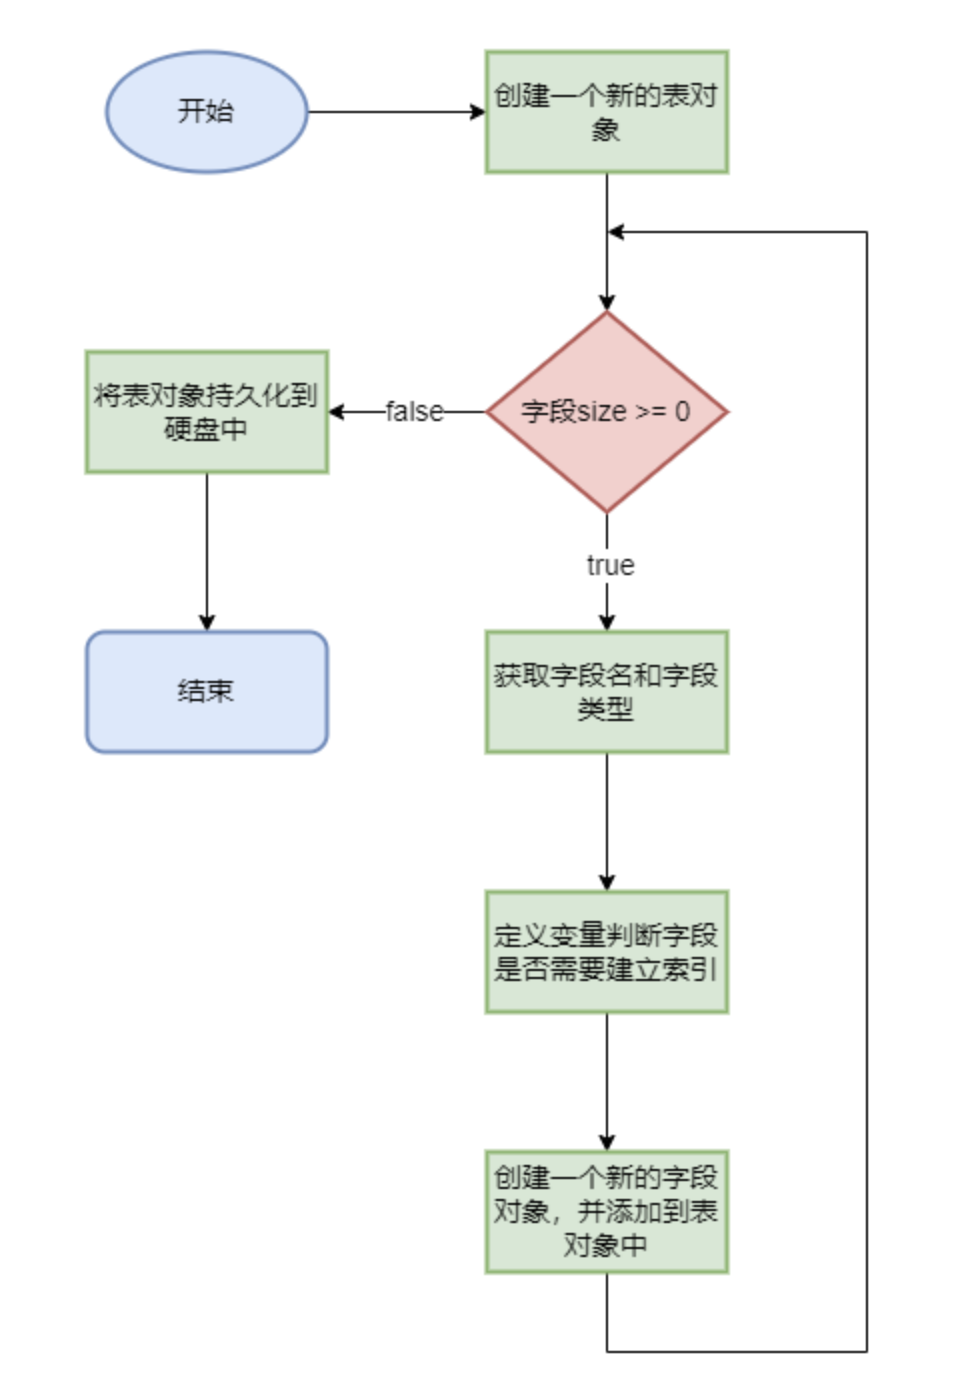 开始
创建一个新的表对
象
字段size >= 0
false
将表对象持久化到
硬盘中
结束
true
获取字段名和字段
类型
定义变量判断字段
是否需要建立索引
创建一个新的字段
对象，并添加到表
对象中